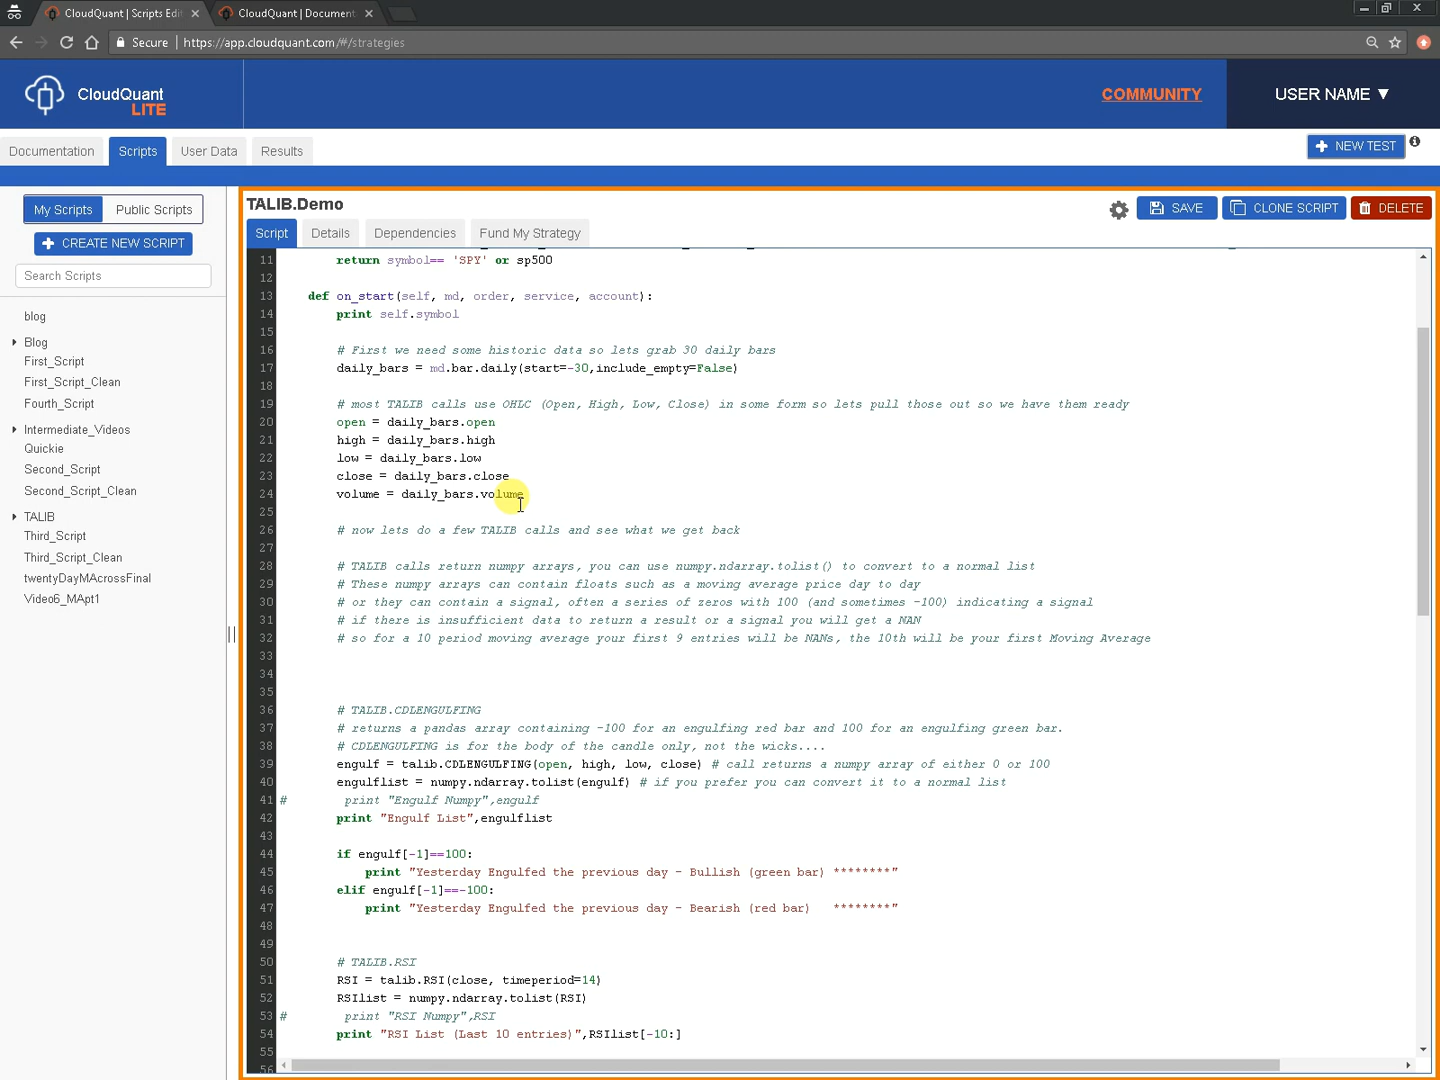 CloudQuant | Scripts Edit
CloudQuant | Document
Secure | https://app.cloudquant.com/#/strategies
CloudQuant
LITE
COMMUNITY
USER NAME ▼
Documentation
Scripts
User Data
Results
+ NEW TEST
My Scripts
Public Scripts
+ CREATE NEW SCRIPT
Search Scripts
blog
Blog
First_Script
First_Script_Clean
Fourth_Script
Intermediate_Videos
Quickie
Second_Script
Second_Script_Clean
TALIB
Third_Script
Third_Script_Clean
twentyDayMAcrossFinal
Video6_MApt1
TALIB.Demo
SAVE
CLONE SCRIPT
DELETE
Script
Details
Dependencies
Fund My Strategy
11 return symbol== 'SPY' or sp500
12
13 def on_start(self, md, order, service, account):
14 print self.symbol
15
16 # First we need some historic data so lets grab 30 daily bars
17 daily_bars = md.bar.daily(start=-30,include_empty=False)
18
19 # most TALIB calls use OHLC (Open, High, Low, Close) in some form so lets pull those out so we have them ready
20 open = daily_bars.open
21 high = daily_bars.high
22 low = daily_bars.low
23 close = daily_bars.close
24 volume = daily_bars.volume
25
26 # now lets do a few TALIB calls and see what we get back
27
28 # TALIB calls return numpy arrays, you can use numpy.ndarray.tolist() to convert to a normal list
29 # These numpy arrays can contain floats such as a moving average price day to day
30 # or they can contain a signal, often a series of zeros with 100 (and sometimes -100) indicating a signal
31 # if there is insufficient data to return a result or a signal you will get a NAN
32 # so for a 10 period moving average your first 9 entries will be NANs, the 10th will be your first Moving Average
33
34
35
36 # TALIB.CDLENGULFING
37 # returns a pandas array containing -100 for an engulfing red bar and 100 for an engulfing green bar.
38 # CDLENGULFING is for the body of the candle only, not the wicks....
39 engulf = talib.CDLENGULFING(open, high, low, close) # call returns a numpy array of either 0 or 100
40 engulflist = numpy.ndarray.tolist(engulf) # if you prefer you can convert it to a normal list
41 # print "Engulf Numpy",engulf
42 print "Engulf List",engulflist
43
44 if engulf[-1]==100:
45 print "Yesterday Engulfed the previous day - Bullish (green bar) ********"
46 elif engulf[-1]==-100:
47 print "Yesterday Engulfed the previous day - Bearish (red bar) ********"
48
49
50 # TALIB.RSI
51 RSI = talib.RSI(close, timeperiod=14)
52 RSIlist = numpy.ndarray.tolist(RSI)
53 # print "RSI Numpy",RSI
54 print "RSI List (Last 10 entries)",RSIlist[-10:]
55
56